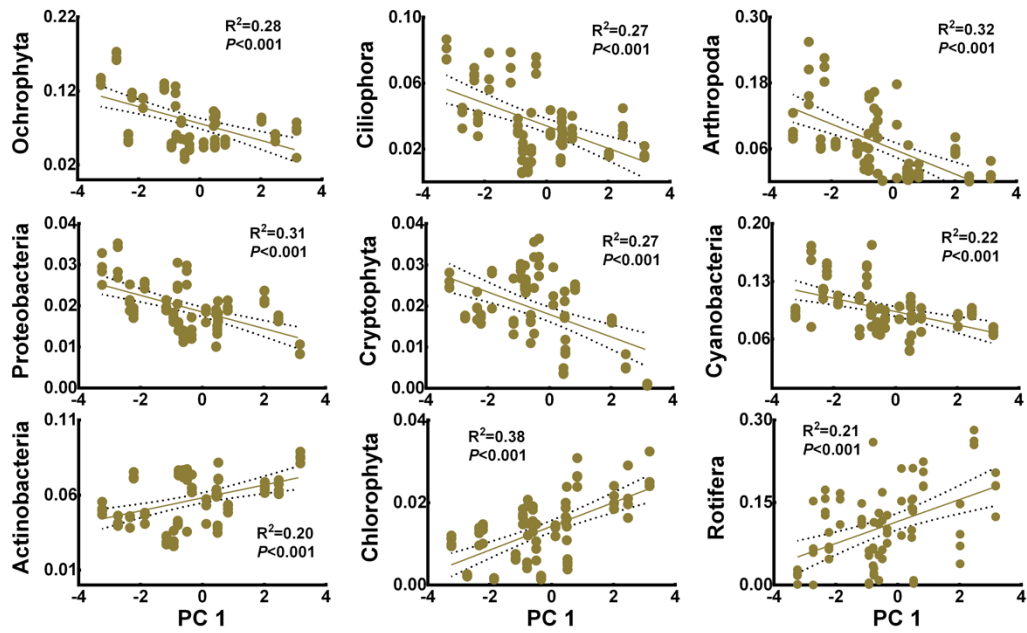 Ochrophyta
0.22
0.12
0.02
R²=0.28
P<0.001
-4 -2 0 2 4
Ciliophora
0.10
0.06
0.02
R²=0.27
P<0.001
-4 -2 0 2 4
Arthropoda
0.30
0.18
0.06
R²=0.32
P<0.001
-4 -2 0 2 4
Proteobacteria
0.04
0.03
0.02
0.01
0.00
R²=0.31
P<0.001
-4 -2 0 2 4
Cryptophyta
0.04
0.03
0.02
0.01
0.00
R²=0.27
P<0.001
-4 -2 0 2 4
Cyanobacteria
0.20
0.13
0.06
R²=0.22
P<0.001
-4 -2 0 2 4
Actinobacteria
0.11
0.06
0.01
R²=0.20
P<0.001
-4 -2 0 2 4
PC 1
Chlorophyta
0.04
0.02
0.00
R²=0.38
P<0.001
-4 -2 0 2 4
PC 1
Rotifera
0.30
0.15
0.00
R²=0.21
P<0.001
-4 -2 0 2 4
PC 1